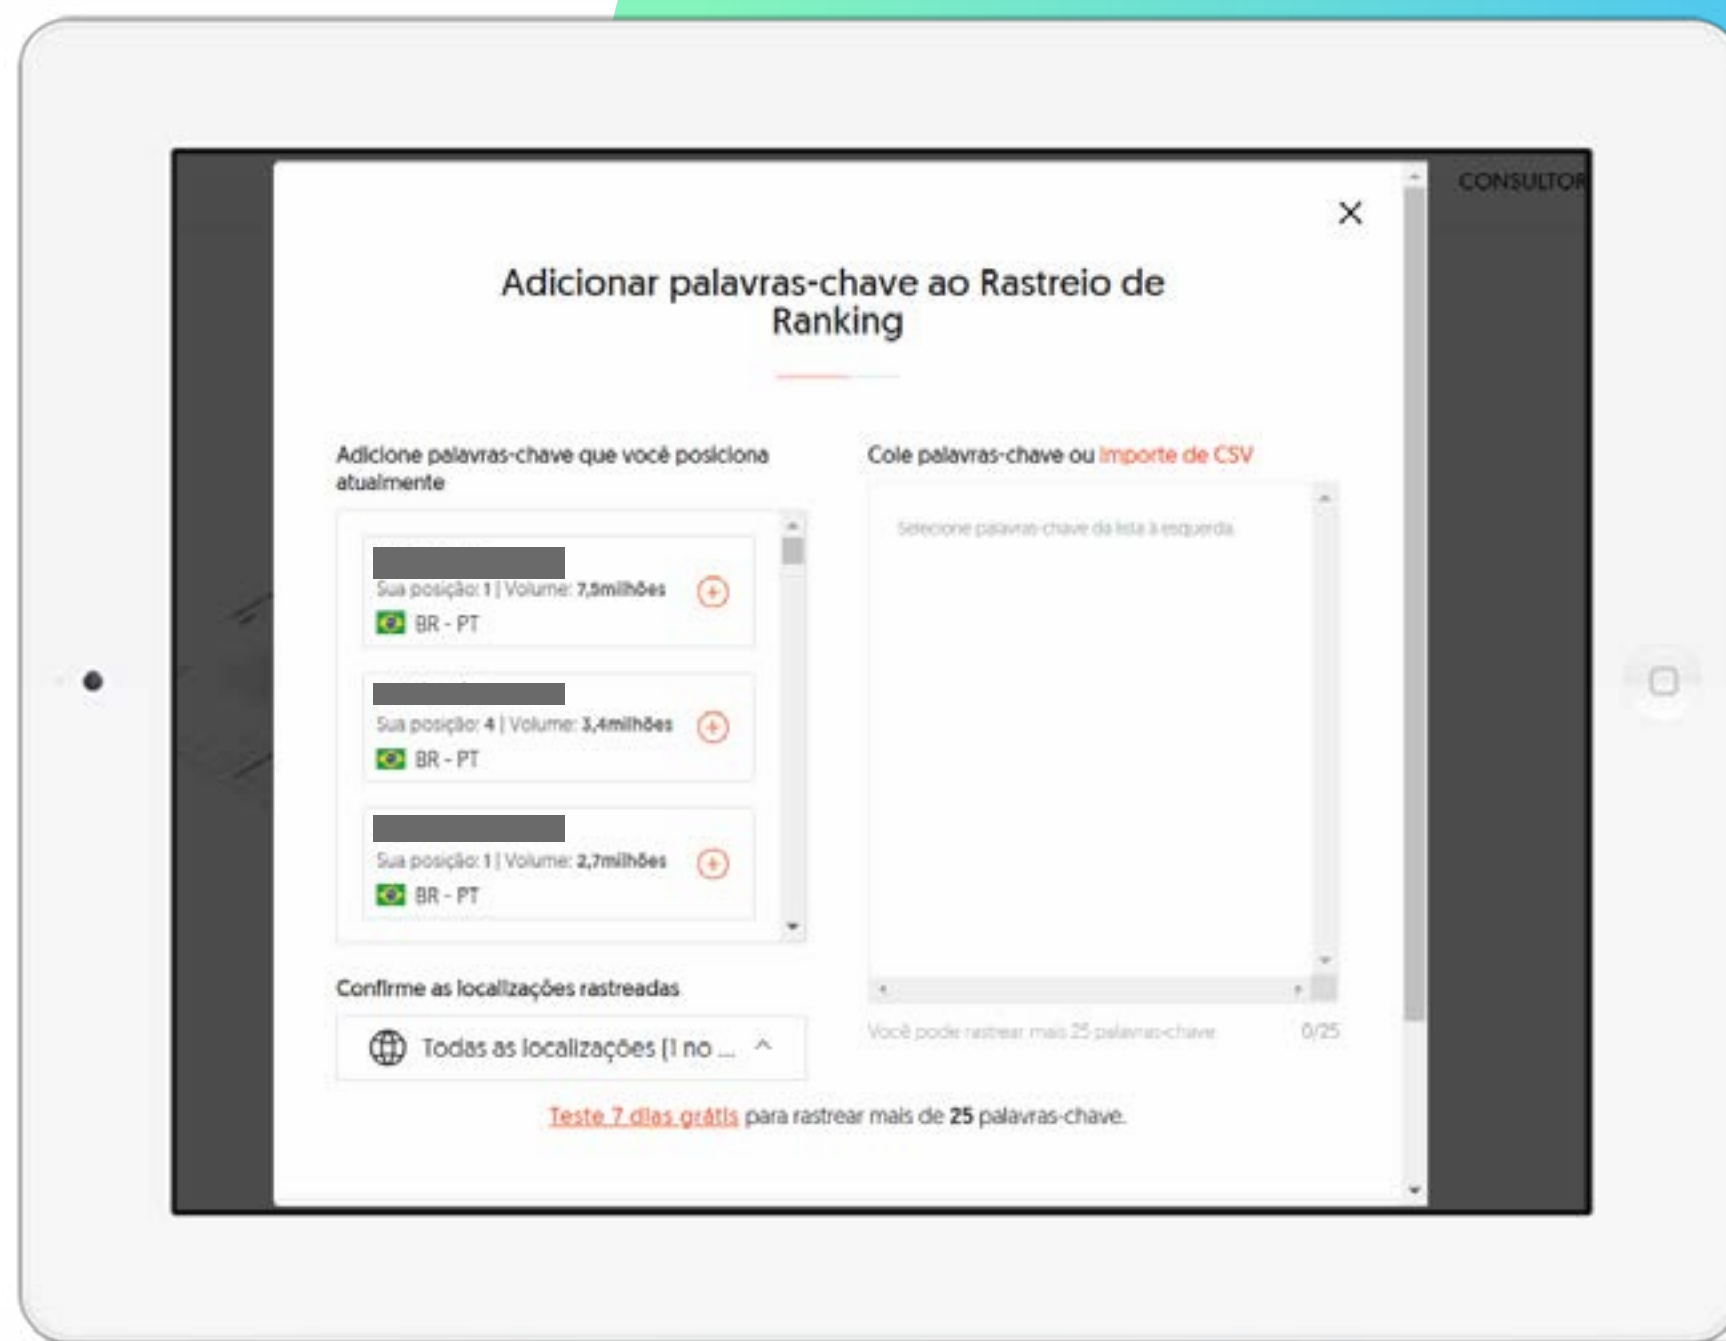 CONSULTOR
Adicionar palavras-chave ao Rastreio de
Ranking
Adicione palavras-chave que você posiciona
atualmente
Sua posição: 1 | Volume: 7,5milhões
BR - PT
Sua posição: 4 | Volume: 3,4milhões
BR - PT
Sua posição: 1 | Volume: 2,7milhões
BR - PT
Confirme as localizações rastreadas
Todas as localizações (1 no ...
Cole palavras-chave ou Importe de CSV
Selecione palavras-chave da lista à esquerda.
Você pode rastrear mais 25 palavras-chave
0/25
Teste 7 dias grátis para rastrear mais de 25 palavras-chave.